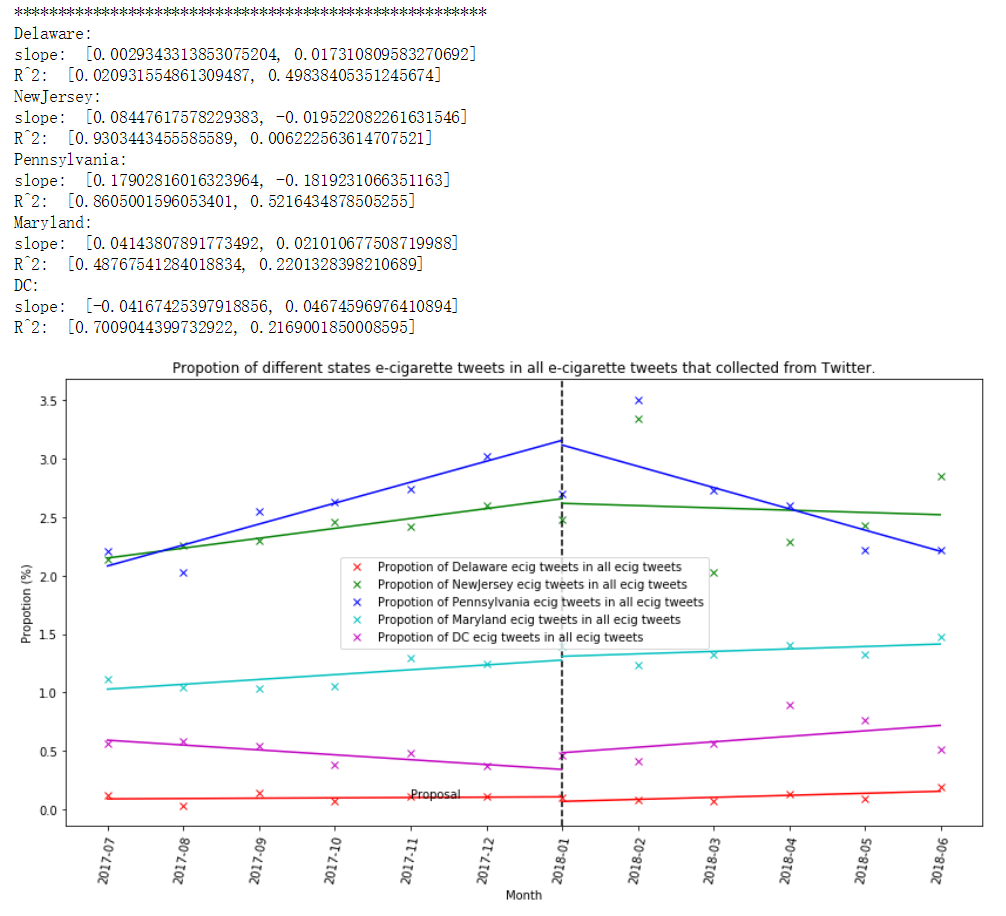 ******************************************************
Delaware:
slope:  [0.0029343313853075204, 0.017310809583270692]
R^2:  [0.020931554861309487, 0.49838405351245674]
NewJersey:
slope:  [0.08447617578229383, -0.019522082261631546]
R^2:  [0.9303443455585589, 0.006222563614707521]
Pennsylvania:
slope:  [0.17902816016323964, -0.1819231066351163]
R^2:  [0.8605001596053401, 0.5216434878505255]
Maryland:
slope:  [0.04143807891773492, 0.021010677508719988]
R^2:  [0.48767541284018834, 0.2201328398210689]
DC:
slope:  [-0.04167425397918856, 0.04674596976410894]
R^2:  [0.7009044399732922, 0.2169001850008595]
Propotion of different states e-cigarette tweets in all e-cigarette tweets that collected from Twitter.
Propotion (%)
3.5
3.0
2.5
2.0
1.5
1.0
0.5
0.0
Propotion of Delaware ecig tweets in all ecig tweets
Propotion of NewJersey ecig tweets in all ecig tweets
Propotion of Pennsylvania ecig tweets in all ecig tweets
Propotion of Maryland ecig tweets in all ecig tweets
Propotion of DC ecig tweets in all ecig tweets
Proposal
2017-07
2017-08
2017-09
2017-10
2017-11
2017-12
2018-01
2018-02
2018-03
2018-04
2018-05
2018-06
Month